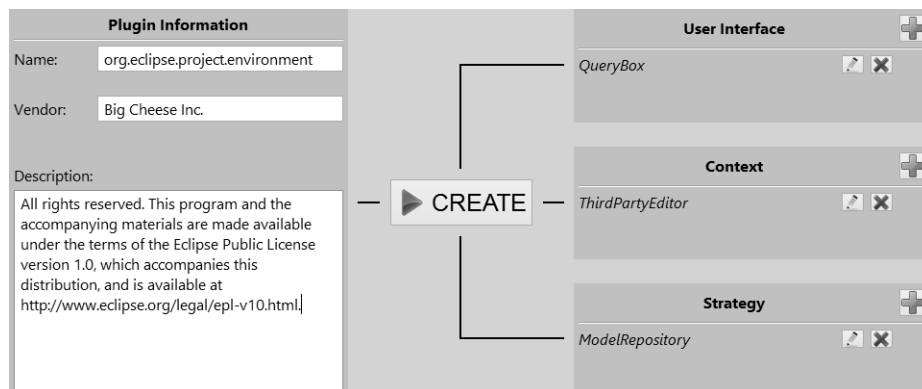 Plugin Information
Name:
org.eclipse.project.environment
Vendor:
Big Cheese Inc.
Description:
All rights reserved. This program and the
accompanying materials are made available
under the terms of the Eclipse Public License
version 1.0, which accompanies this
distribution, and is available at
http://www.eclipse.org/legal/epl-v10.html.
CREATE
User Interface
QueryBox
Context
ThirdPartyEditor
Strategy
ModelRepository